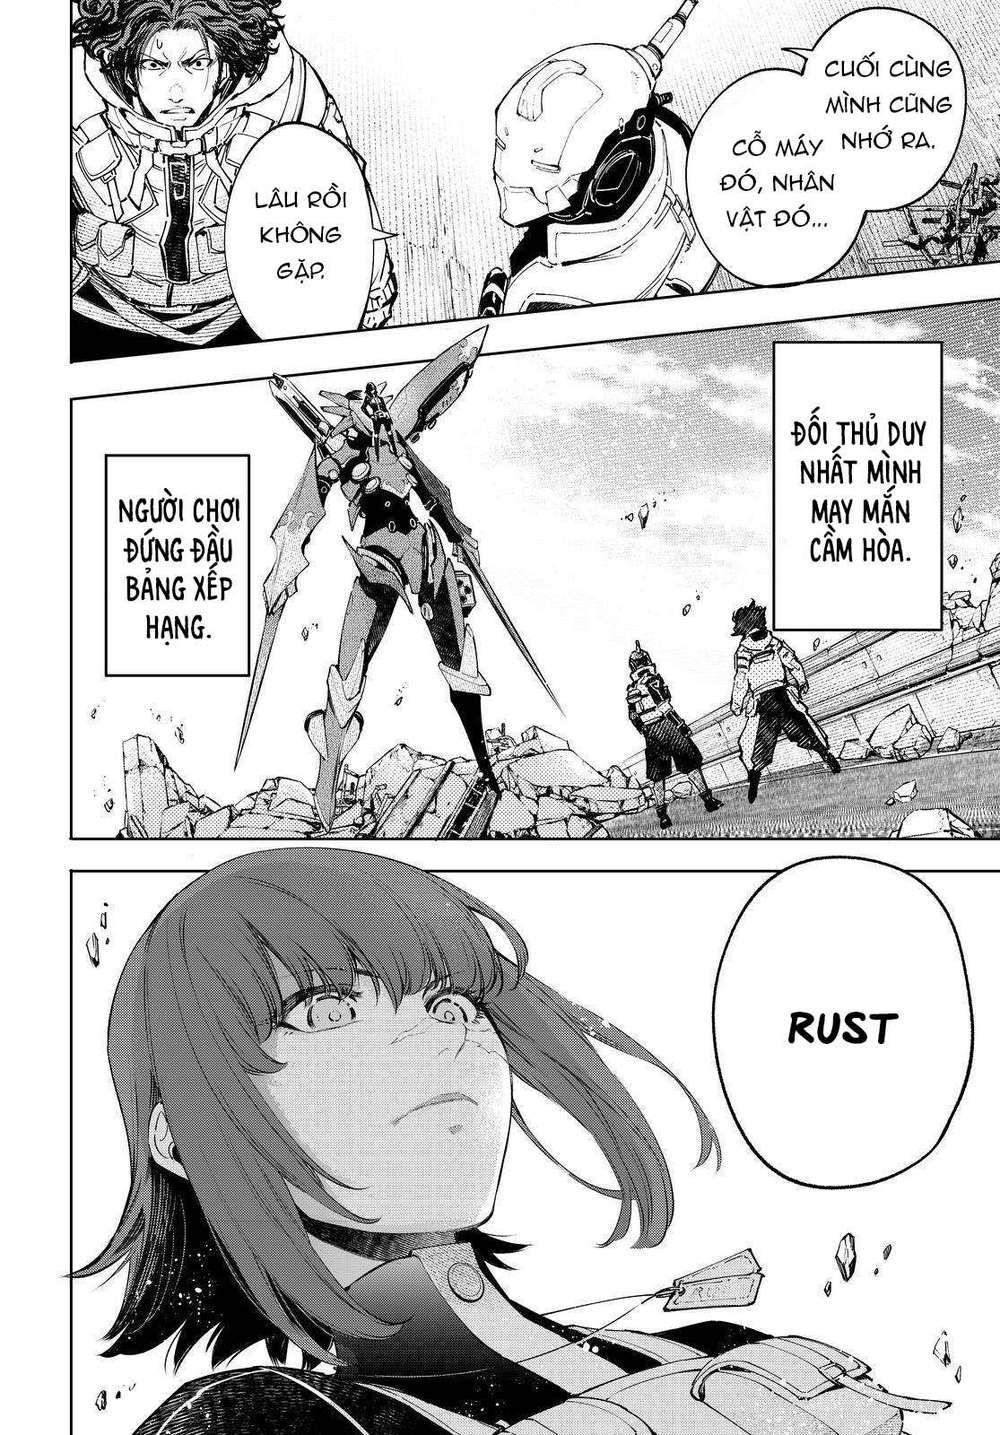 CUỐI CÙNG
MÌNH CŨNG
NHỚ RA.
CỖ MÁY
ĐÓ, NHÂN
VẬT ĐÓ...
LÂU RỒI
KHÔNG
GẶP.
ĐỐI THỦ DUY
NHẤT MÌNH
MAY MẮN
CẦM HÒA.
NGƯỜI CHƠI
ĐỨNG ĐẦU
BẢNG XẾP
HẠNG.
RUST